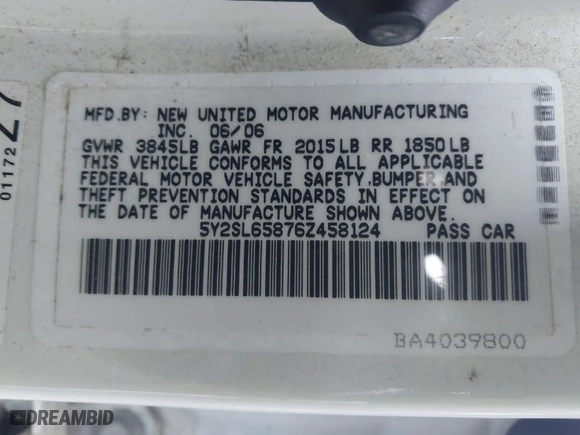 MFD.BY: NEW UNITED MOTOR MANUFACTURING
INC. 06/06
GVWR 3845LB GAWR FR 2015LB RR 1850LB
THIS VEHICLE CONFORMS TO ALL APPLICABLE
FEDERAL MOTOR VEHICLE SAFETY,BUMPER,AND
THEFT PREVENTION STANDARDS IN EFFECT ON
THE DATE OF MANUFACTURE SHOWN ABOVE.
5Y2SL65876Z458124 PASS CAR
BA4039800
01172
DREAMBID